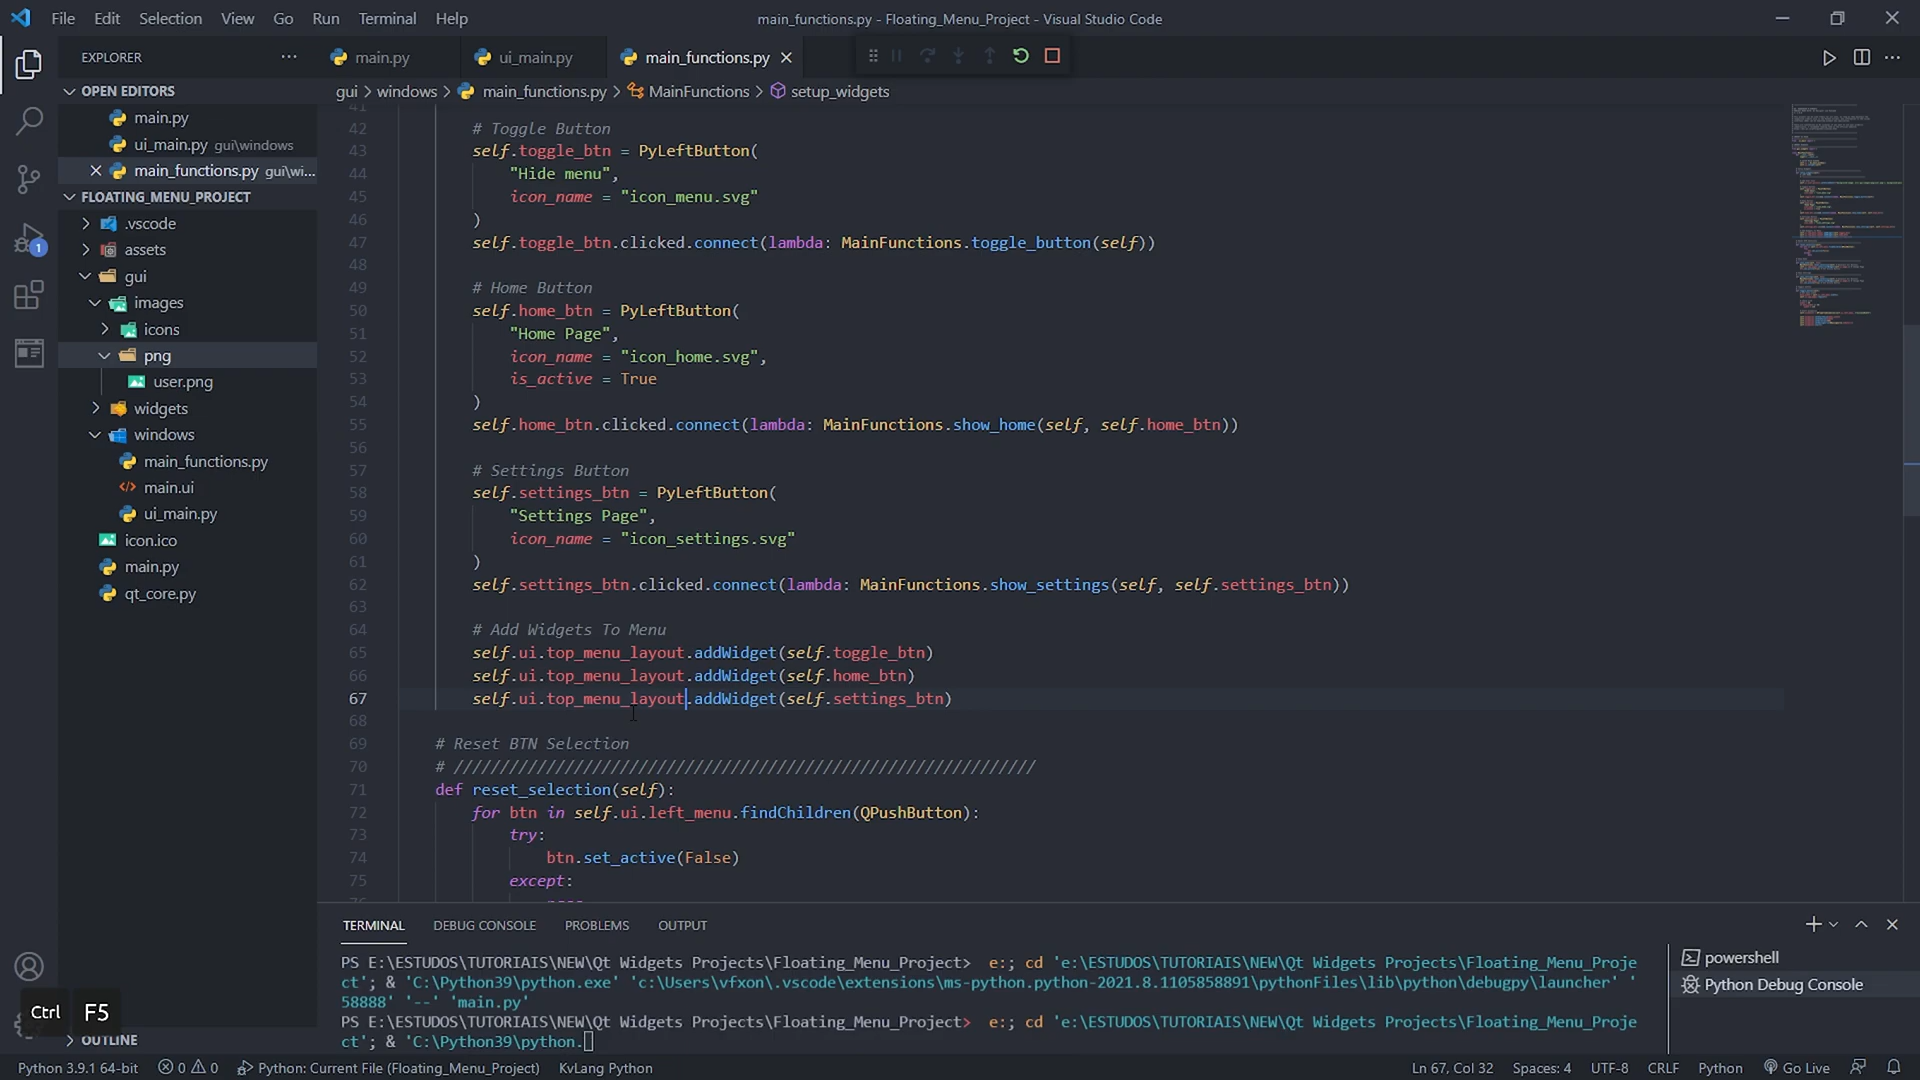 File Edit Selection View Go Run Terminal Help
main_functions.py - Floating_Menu_Project - Visual Studio Code
EXPLORER
main.py
ui_main.py
main_functions.py
OPEN EDITORS
main.py
ui_main.py gui\windows
main_functions.py gui\wi...
FLOATING_MENU_PROJECT
.vscode
assets
gui
images
icons
png
user.png
widgets
windows
main_functions.py
main.ui
ui_main.py
icon.ico
main.py
qt_core.py
OUTLINE
1
Ctrl F5
gui > windows > main_functions.py > MainFunctions > setup_widgets
41
42 # Toggle Button
43 self.toggle_btn = PyLeftButton(
44 "Hide menu",
45 icon_name = "icon_menu.svg"
46 )
47 self.toggle_btn.clicked.connect(lambda: MainFunctions.toggle_button(self))
48
49 # Home Button
50 self.home_btn = PyLeftButton(
51 "Home Page",
52 icon_name = "icon_home.svg",
53 is_active = True
54 )
55 self.home_btn.clicked.connect(lambda: MainFunctions.show_home(self, self.home_btn))
56
57 # Settings Button
58 self.settings_btn = PyLeftButton(
59 "Settings Page",
60 icon_name = "icon_settings.svg"
61 )
62 self.settings_btn.clicked.connect(lambda: MainFunctions.show_settings(self, self.settings_btn))
63
64 # Add Widgets To Menu
65 self.ui.top_menu_layout.addWidget(self.toggle_btn)
66 self.ui.top_menu_layout.addWidget(self.home_btn)
67 self.ui.top_menu_layout.addWidget(self.settings_btn)
68
69 # Reset BTN Selection
70 # ///////////////////////////////////////////////////////////////
71 def reset_selection(self):
72 for btn in self.ui.left_menu.findChildren(QPushButton):
73 try:
74 btn.set_active(False)
75 except:
TERMINAL DEBUG CONSOLE PROBLEMS OUTPUT
PS E:\ESTUDOS\TUTORIAIS\NEW\Qt Widgets Projects\Floating_Menu_Project> e:; cd 'e:\ESTUDOS\TUTORIAIS\NEW\Qt Widgets Projects\Floating_Menu_Proje
ct'; & 'C:\Python39\python.exe' 'c:\Users\vfxon\.vscode\extensions\ms-python.python-2021.8.1105858891\pythonFiles\lib\python\debugpy\launcher' '
58888' '--' 'main.py'
PS E:\ESTUDOS\TUTORIAIS\NEW\Qt Widgets Projects\Floating_Menu_Project> e:; cd 'e:\ESTUDOS\TUTORIAIS\NEW\Qt Widgets Projects\Floating_Menu_Proje
ct'; & 'C:\Python39\python.
powershell
Python Debug Console
Python 3.9.1 64-bit 0 0 Python: Current File (Floating_Menu_Project) KvLang Python
Ln 67, Col 32 Spaces: 4 UTF-8 CRLF Python Go Live